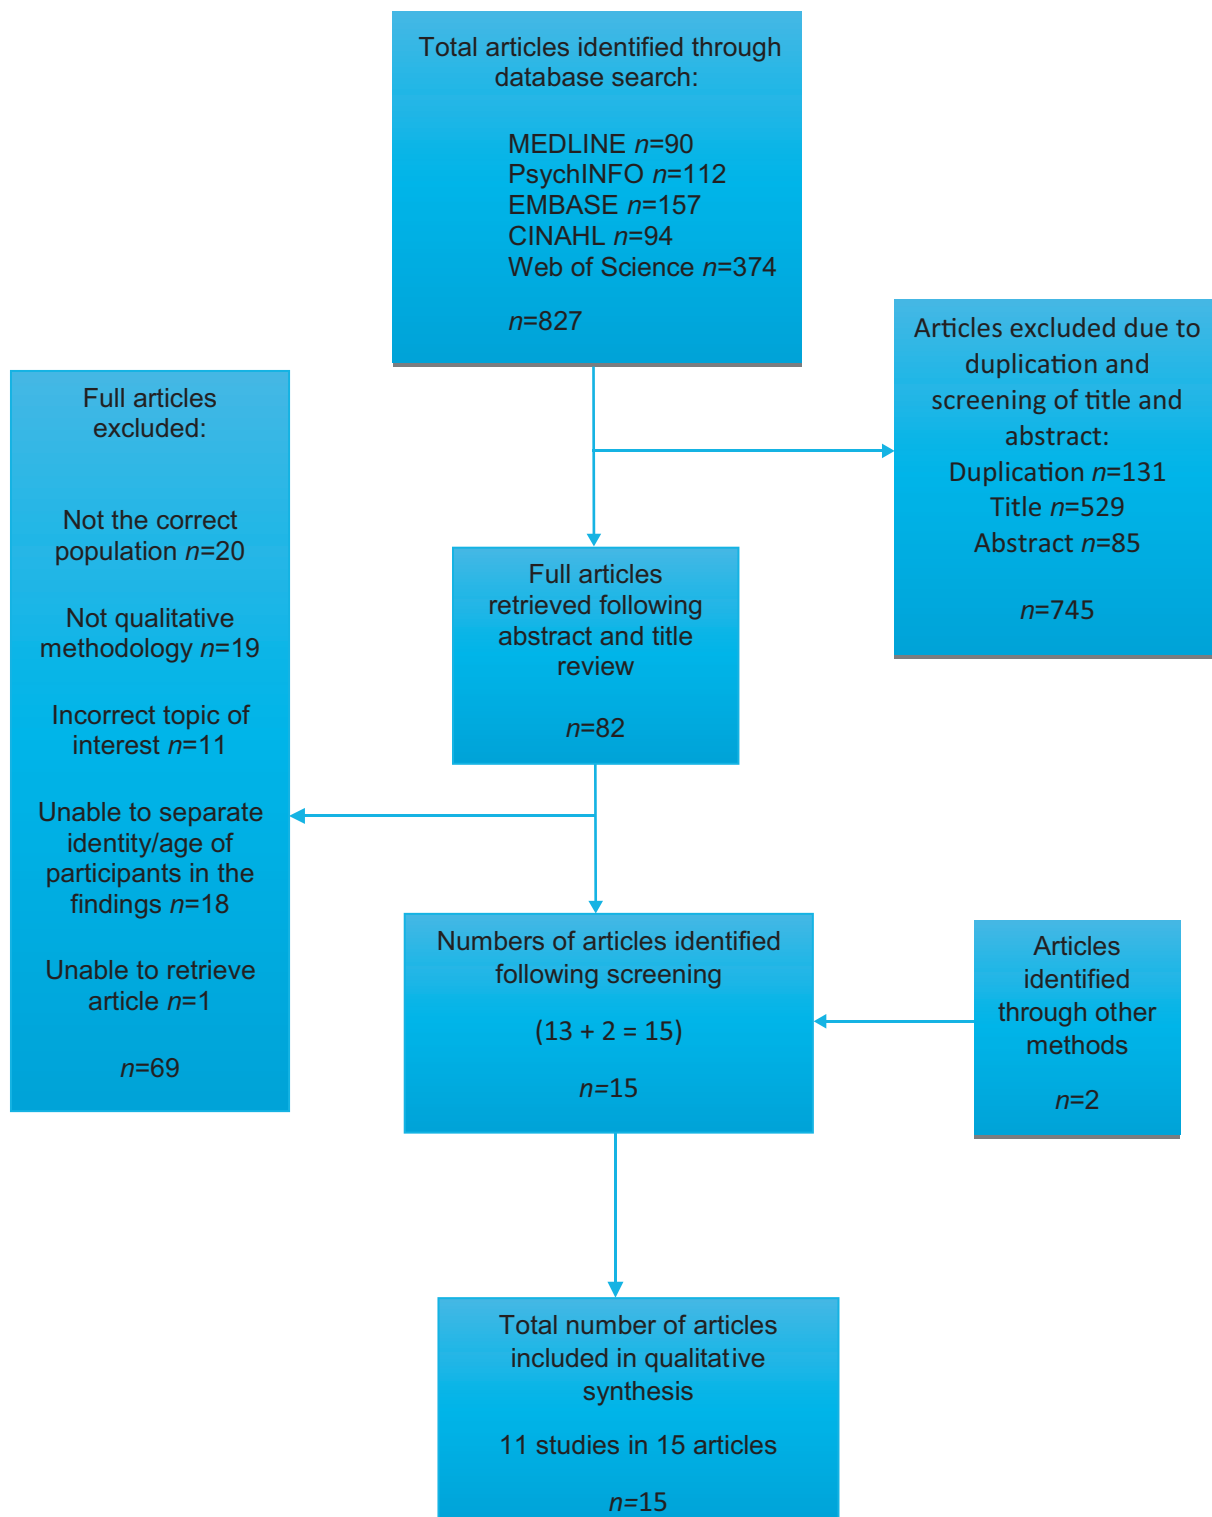 Total articles identified through
database search:
MEDLINE n=90
PsychINFO n=112
EMBASE n=157
CINAHL n=94
Web of Science n=374
n=827
Articles excluded due to
duplication and
screening of title and
abstract:
Duplication n=131
Title n=529
Abstract n=85
n=745
Full articles
retrieved following
abstract and title
review
n=82
Full articles
excluded:
Not the correct
population n=20
Not qualitative
methodology n=19
Incorrect topic of
interest n=11
Unable to separate
identity/age of
participants in the
findings n=18
Unable to retrieve
article n=1
n=69
Numbers of articles identified
following screening
(13 + 2 = 15)
n=15
Articles
identified
through other
methods
n=2
Total number of articles
included in qualitative
synthesis
11 studies in 15 articles
n=15